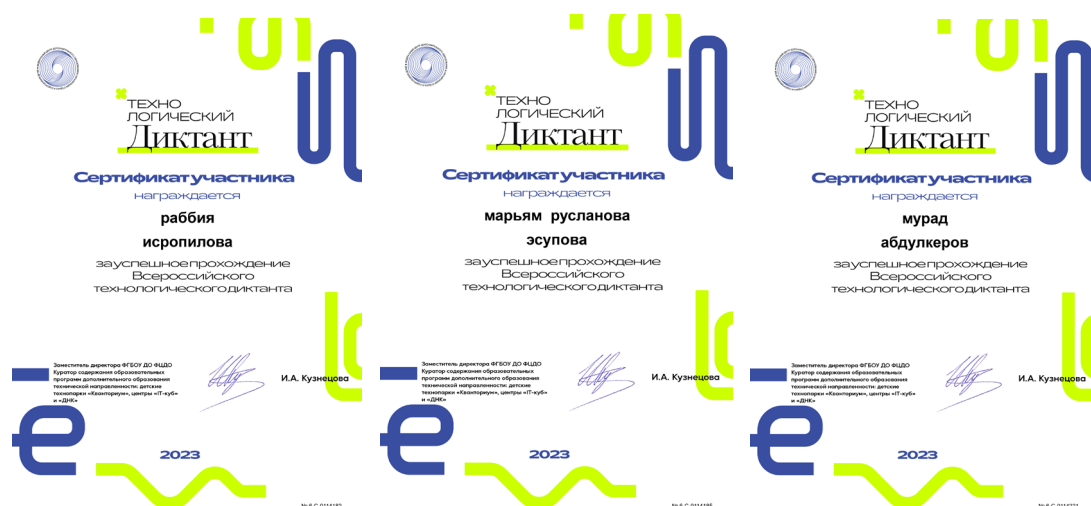 ТЕХНО
ЛОГИЧЕСКИЙ
Диктант
Сертификат участника
награждается
раббия
исропилова
за успешное прохождение
Всероссийского
технологического диктанта
Заместитель директора ФГБОУ ДО ФЦДО
Куратор содержания образовательных
программ дополнительного образования
технической направленности: детские
технопарки «Кванториум», центры «IT-куб»
и «ДНК»
И.А. Кузнецова
2023
ТЕХНО
ЛОГИЧЕСКИЙ
Диктант
Сертификат участника
награждается
марьям русланова
эсупова
за успешное прохождение
Всероссийского
технологического диктанта
Заместитель директора ФГБОУ ДО ФЦДО
Куратор содержания образовательных
программ дополнительного образования
технической направленности: детские
технопарки «Кванториум», центры «IT-куб»
и «ДНК»
И.А. Кузнецова
2023
ТЕХНО
ЛОГИЧЕСКИЙ
Диктант
Сертификат участника
награждается
мурад
абдулкеров
за успешное прохождение
Всероссийского
технологического диктанта
Заместитель директора ФГБОУ ДО ФЦДО
Куратор содержания образовательных
программ дополнительного образования
технической направленности: детские
технопарки «Кванториум», центры «IT-куб»
и «ДНК»
И.А. Кузнецова
2023